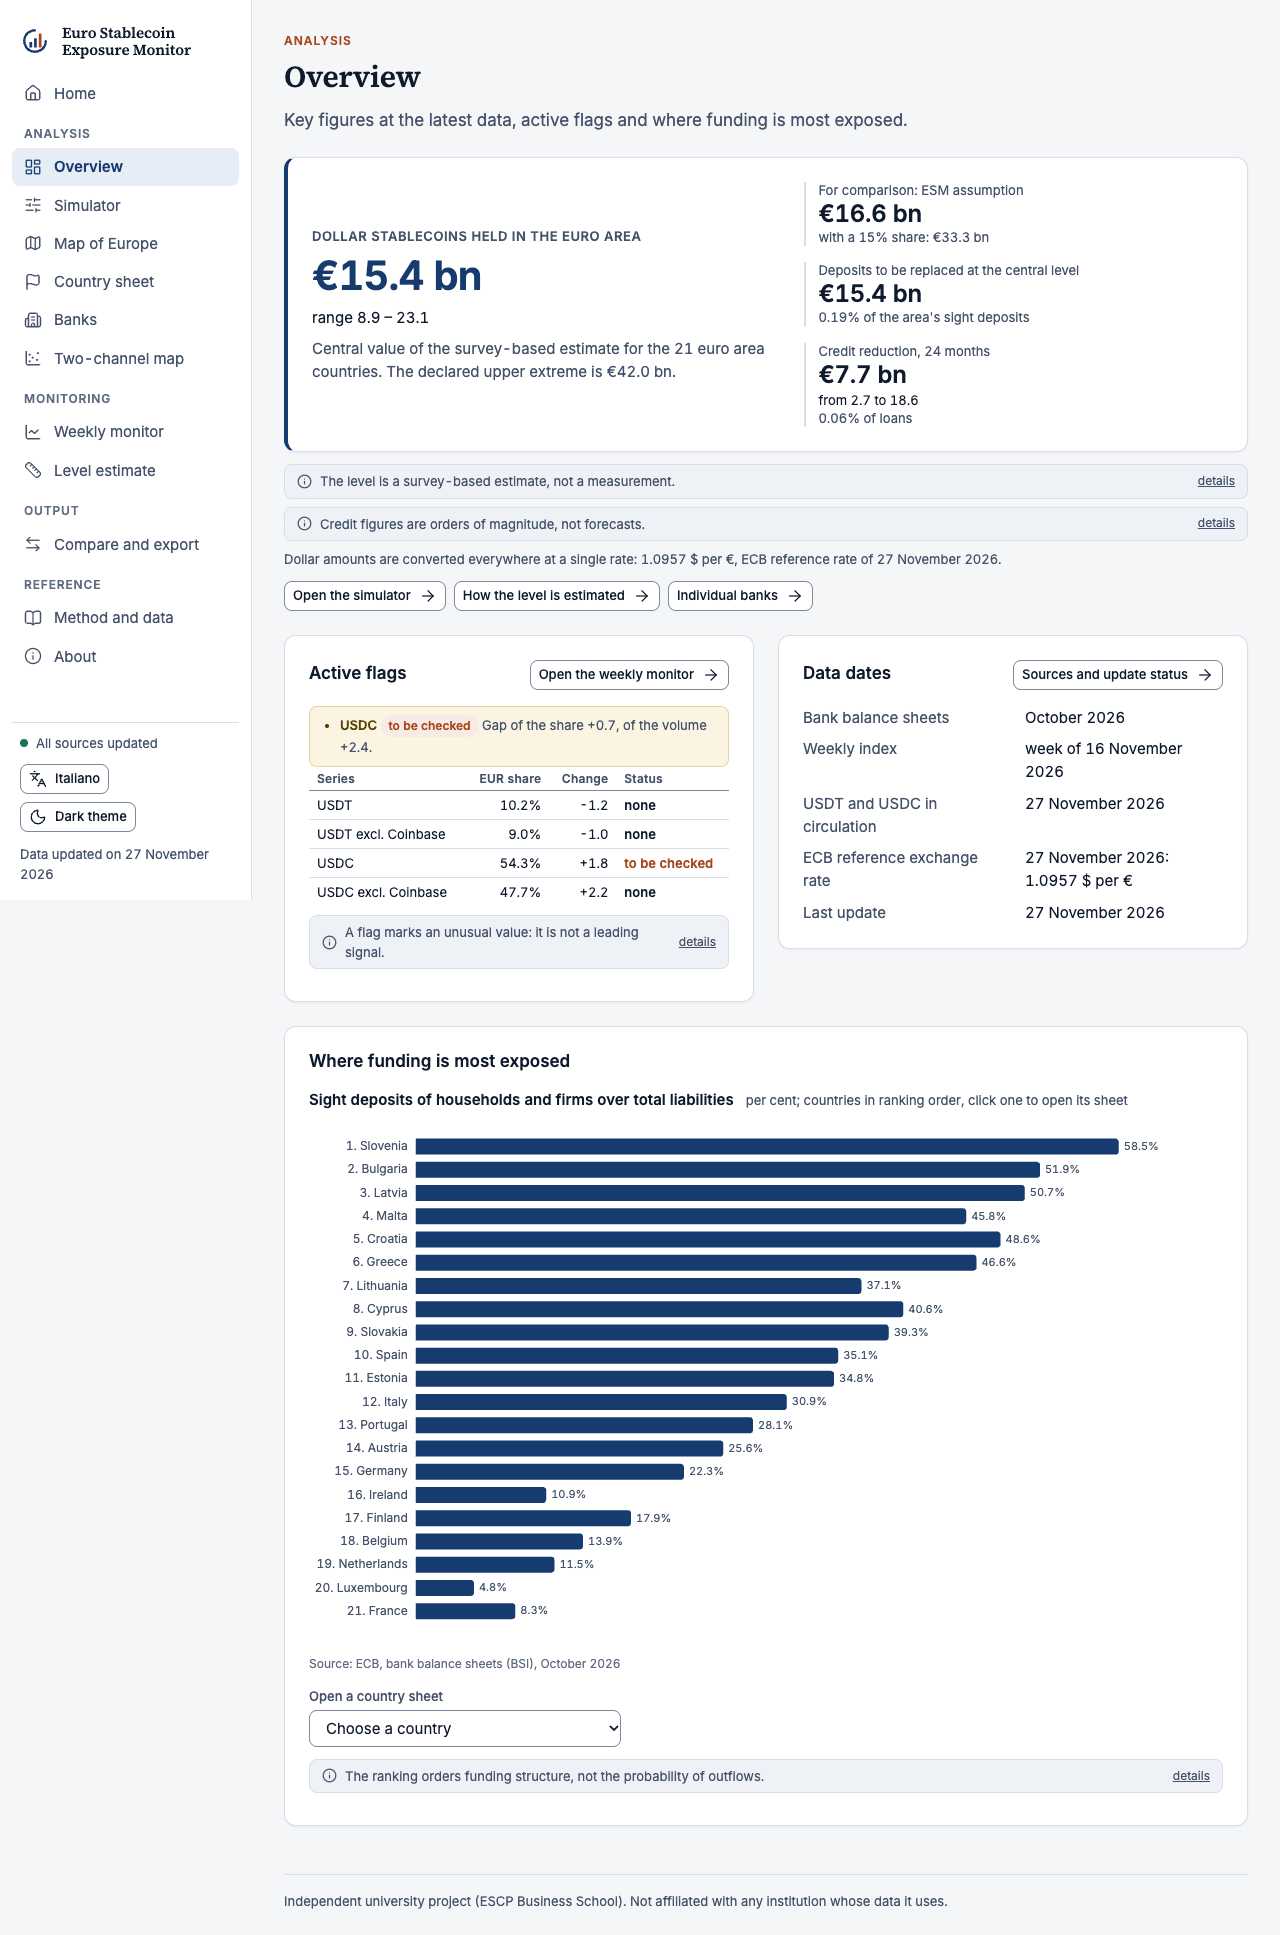 Euro Stablecoin
Exposure Monitor
Home
ANALYSIS
Overview
Simulator
Map of Europe
Country sheet
Banks
Two-channel map
MONITORING
Weekly monitor
Level estimate
OUTPUT
Compare and export
REFERENCE
Method and data
About
All sources updated
Italiano
Dark theme
Data updated on 27 November
2026
ANALYSIS
Overview
Key figures at the latest data, active flags and where funding is most exposed.
DOLLAR STABLECOINS HELD IN THE EURO AREA
€15.4 bn
range 8.9 – 23.1
Central value of the survey-based estimate for the 21 euro area
countries. The declared upper extreme is €42.0 bn.
For comparison: ESM assumption
€16.6 bn
with a 15% share: €33.3 bn
Deposits to be replaced at the central level
€15.4 bn
0.19% of the area's sight deposits
Credit reduction, 24 months
€7.7 bn
from 2.7 to 18.6
0.06% of loans
The level is a survey-based estimate, not a measurement. details
Credit figures are orders of magnitude, not forecasts. details
Dollar amounts are converted everywhere at a single rate: 1.0957 $ per €, ECB reference rate of 27 November 2026.
Open the simulator → How the level is estimated → Individual banks →
Active flags
Open the weekly monitor →
• USDC to be checked Gap of the share +0.7, of the volume
+2.4.
Series EUR share Change Status
USDT 10.2% -1.2 none
USDT excl. Coinbase 9.0% -1.0 none
USDC 54.3% +1.8 to be checked
USDC excl. Coinbase 47.7% +2.2 none
A flag marks an unusual value: it is not a leading
signal.
details
Data dates
Sources and update status →
Bank balance sheets October 2026
Weekly index week of 16 November
2026
USDT and USDC in 27 November 2026
circulation
ECB reference exchange 27 November 2026:
rate 1.0957 $ per €
Last update 27 November 2026
Where funding is most exposed
Sight deposits of households and firms over total liabilities per cent; countries in ranking order, click one to open its sheet
1. Slovenia 58.5%
2. Bulgaria 51.9%
3. Latvia 50.7%
4. Malta 45.8%
5. Croatia 48.6%
6. Greece 46.6%
7. Lithuania 37.1%
8. Cyprus 40.6%
9. Slovakia 39.3%
10. Spain 35.1%
11. Estonia 34.8%
12. Italy 30.9%
13. Portugal 28.1%
14. Austria 25.6%
15. Germany 22.3%
16. Ireland 10.9%
17. Finland 17.9%
18. Belgium 13.9%
19. Netherlands 11.5%
20. Luxembourg 4.8%
21. France 8.3%
Source: ECB, bank balance sheets (BSI), October 2026
Open a country sheet
Choose a country
The ranking orders funding structure, not the probability of outflows. details
Independent university project (ESCP Business School). Not affiliated with any institution whose data it uses.